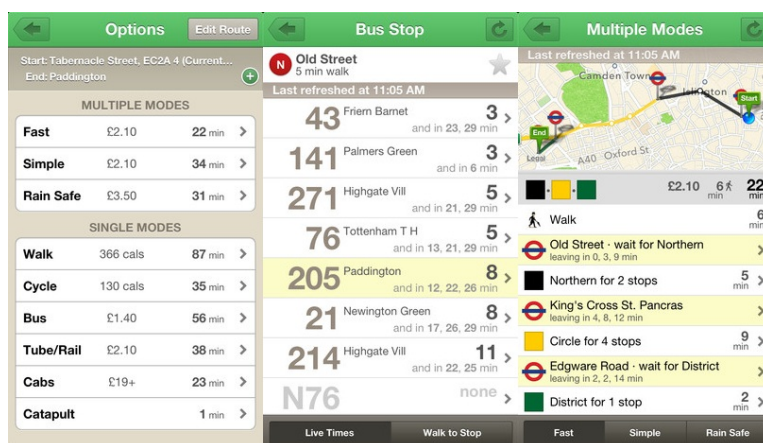 Options
Edit Route
Start: Tabernacle Street, EC2A 4 (Current...
End: Paddington
MULTIPLE MODES
Fast £2.10 22 min
Simple £2.10 34 min
Rain Safe £3.50 31 min
SINGLE MODES
Walk 366 cals 87 min
Cycle 130 cals 35 min
Bus £1.40 56 min
Tube/Rail £2.10 38 min
Cabs £19+ 23 min
Catapult 1 min
Bus Stop
N Old Street
5 min walk
Last refreshed at 11:05 AM
43 Friern Barnet 3
and in 23, 29 min
141 Palmers Green 3
and in 6 min
271 Highgate Vill 5
and in 21, 29 min
76 Tottenham T H 5
and in 13, 21, 29 min
205 Paddington 8
and in 12, 22, 26 min
21 Newington Green 8
and in 17, 26, 29 min
214 Highgate Vill 11
and in 22, 25 min
N76 none
Live Times Walk to Stop
Multiple Modes
Last refreshed at 11:05 AM
Camden Town
Islington
Start
End
Legal
A40 Oxford St
£2.10 6 min 22 min
Walk 6 min
Old Street · wait for Northern
leaving in 0, 3, 9 min
Northern for 2 stops 5 min
King's Cross St. Pancras
leaving in 4, 8, 12 min
Circle for 4 stops 9 min
Edgware Road · wait for District
leaving in 2, 2, 14 min
District for 1 stop 2 min
Fast Simple Rain Safe